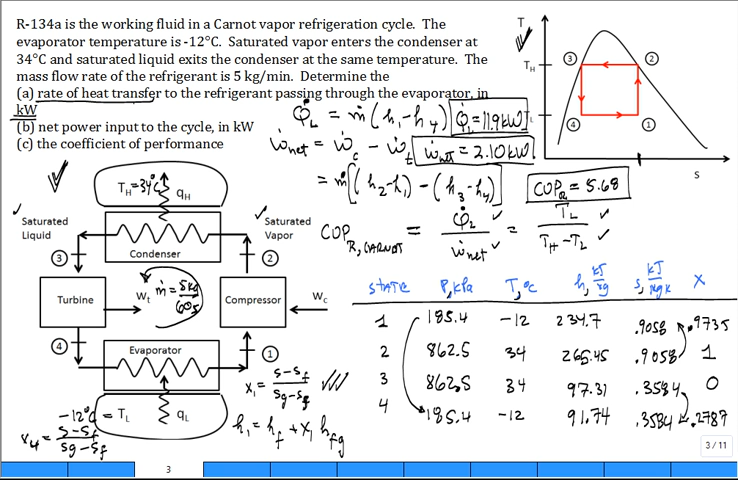 R-134a is the working fluid in a Carnot vapor refrigeration cycle. The
evaporator temperature is -12°C. Saturated vapor enters the condenser at
34°C and saturated liquid exits the condenser at the same temperature. The
mass flow rate of the refrigerant is 5 kg/min. Determine the
(a) rate of heat transfer to the refrigerant passing through the evaporator, in
kW
(b) net power input to the cycle, in kW
(c) the coefficient of performance
Q̇L = ṁ(h1-h4) Q̇L = 11.9 kW
Ẇnet = Ẇc - Ẇt Ẇnet = 2.10 kW
= ṁ[(h2-h1) - (h3-h4)] COPR = 5.68
COPR, CARNOT = Q̇L / Ẇnet = TL / TH-TL
T
TH
3
2
4
1
s
TH=34°C
qH
Saturated
Liquid
Saturated
Vapor
Condenser
3
2
Turbine
Wt
ṁ = 5kg / 60s
Compressor
Wc
4
Evaporator
1
-12°C = TL
qL
x1 = s-sf / sg-sf
x4 = s-sf / sg-sf
h1 = hf + x1 hfg
STATE P, kPa T, °C h, kJ/kg s, kJ/kgK X
1 185.4 -12 234.7 .9058 .9735
2 862.5 34 265.45 .9058 1
3 862.5 34 97.31 .3584 0
4 185.4 -12 91.74 .3584 .2787
3 / 11
3